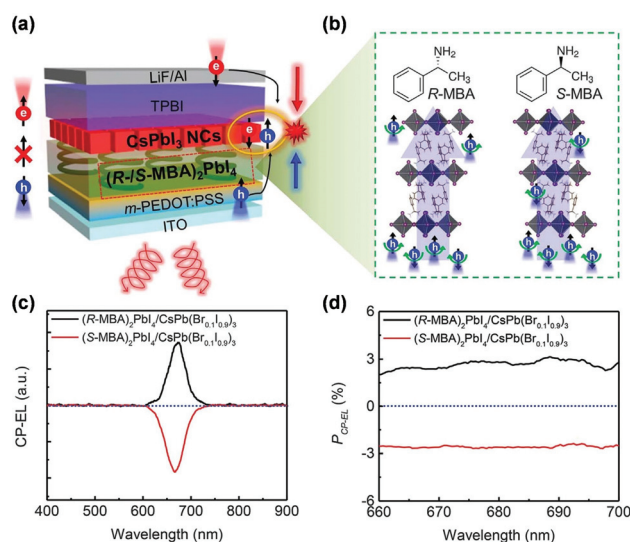 (a)
LiF/Al
TPBI
CsPbI3 NCs
(R-/S-MBA)2PbI4
m-PEDOT:PSS
ITO
e
h
e
h
e
h
(b)
NH2
CH3
R-MBA
NH2
CH3
S-MBA
h
h
h
h
h
h
h
h
h
h
h
h
(c)
(R-MBA)2PbI4/CsPb(Br0.1I0.9)3
(S-MBA)2PbI4/CsPb(Br0.1I0.9)3
CP-EL (a.u.)
400 500 600 700 800 900
Wavelength (nm)
(d)
(R-MBA)2PbI4/CsPb(Br0.1I0.9)3
(S-MBA)2PbI4/CsPb(Br0.1I0.9)3
PCP-EL (%)
6
3
0
-3
-6
660 670 680 690 700
Wavelength (nm)